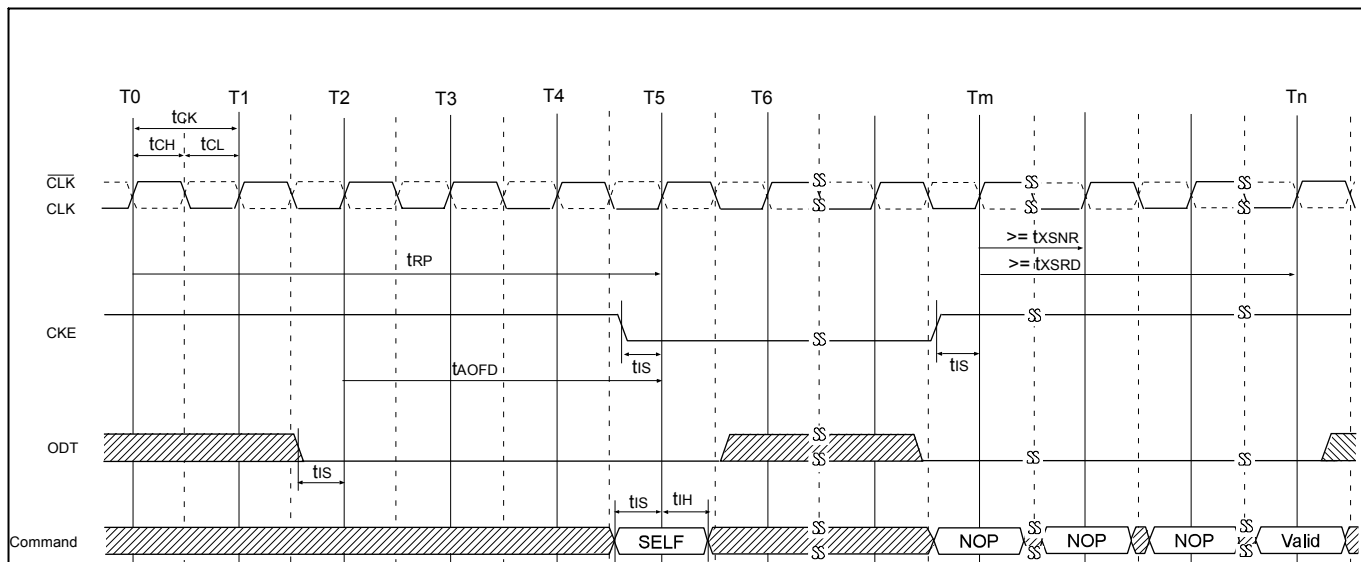 T0 T1 T2 T3 T4 T5 T6 Tm Tn
tCK
tCH tCL
CLK
CLK
>= tXSNR
tRP >= tXSRD
CKE
tIS tIS
tAOFD
ODT
tIS
tIS tIH
Command SELF NOP NOP NOP Valid